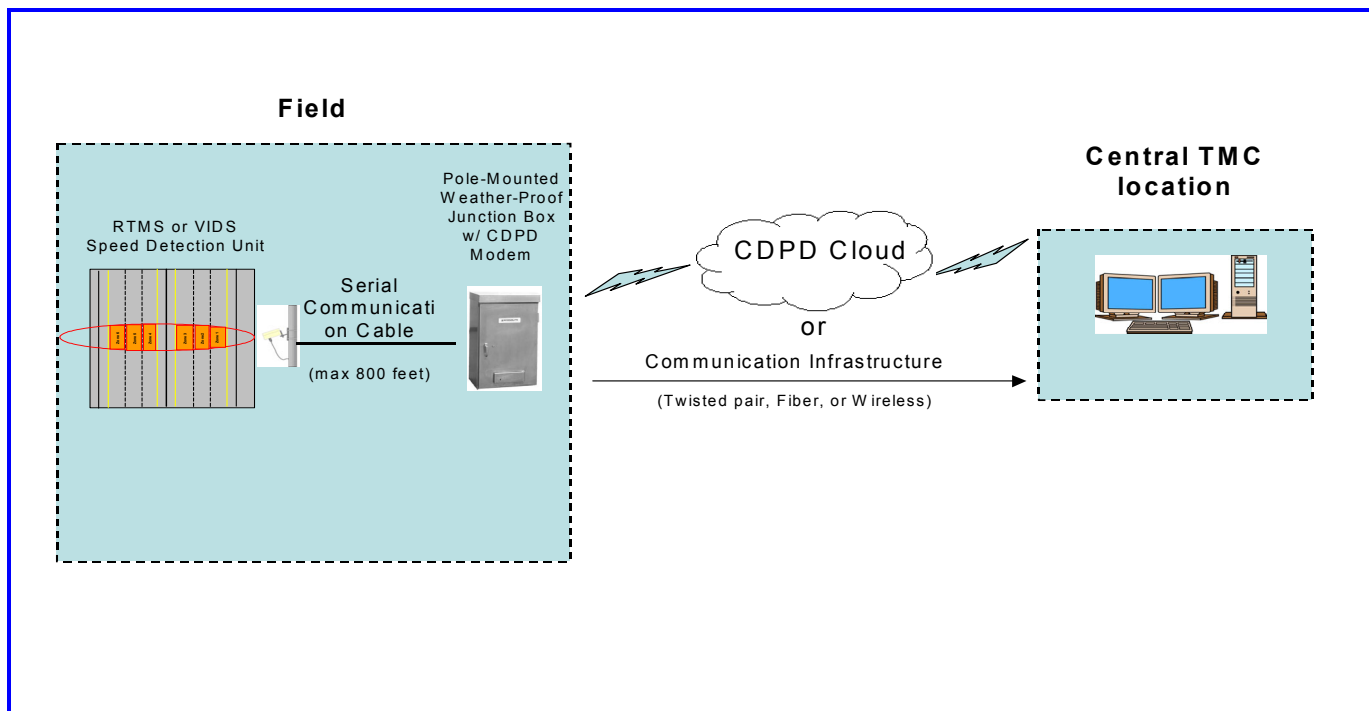 Field
Central TMC
location
Pole-Mounted
Weather-Proof
Junction Box
w/ CDPD
Modem
RTMS or VIDS
Speed Detection Unit
CDPD Cloud
Serial
Communicati
on Cable
(max 800 feet)
or
Communication Infrastructure
(Twisted pair, Fiber, or Wireless)